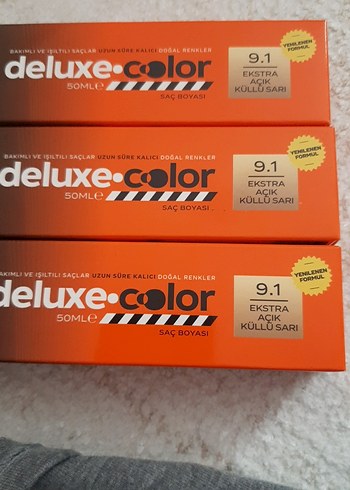 BAKIMLI VE IŞILTILI SAÇLAR UZUN SÜRE KALICI DOĞAL RENKLER
deluxe•color
50MLe
SAÇ BOYASI
9.1
EKSTRA
AÇIK
KÜLLÜ SARI
YENİLENEN
FORMÜL
BAKIMLI VE IŞILTILI SAÇLAR UZUN SÜRE KALICI DOĞAL RENKLER
deluxe•color
50MLe
SAÇ BOYASI
9.1
EKSTRA
AÇIK
KÜLLÜ SARI
YENİLENEN
FORMÜL
BAKIMLI VE IŞILTILI SAÇLAR UZUN SÜRE KALICI DOĞAL RENKLER
deluxe•color
50MLe
SAÇ BOYASI
9.1
EKSTRA
AÇIK
KÜLLÜ SARI
YENİLENEN
FORMÜL